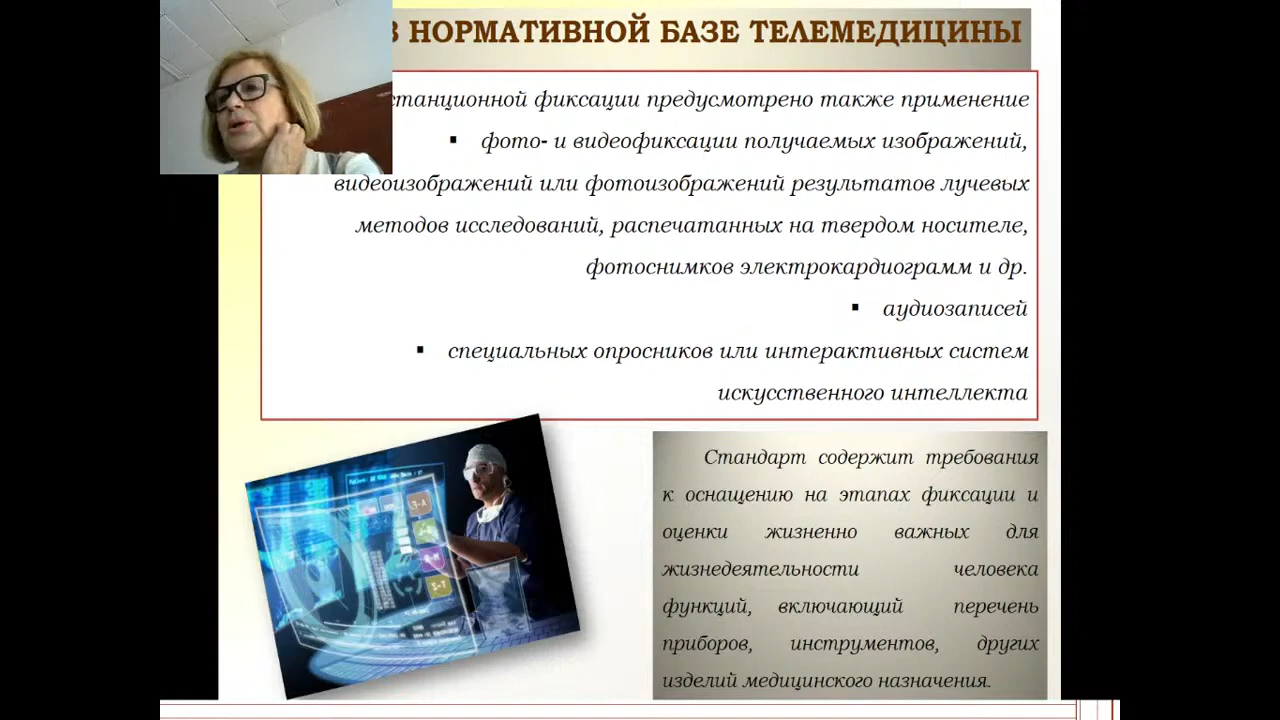 В НОРМАТИВНОЙ БАЗЕ ТЕЛЕМЕДИЦИНЫ
предусмотрено также применение
▪ фото- и видеофиксации получаемых изображений,
видеоизображений или фотоизображений результатов лучевых
методов исследований, распечатанных на твердом носителе,
фотоснимков электрокардиограмм и др.
▪ аудиозаписей
▪ специальных опросников или интерактивных систем
искусственного интеллекта
Стандарт содержит требования
к оснащению на этапах фиксации и
оценки жизненно важных для
жизнедеятельности человека
функций, включающий перечень
приборов, инструментов, других
изделий медицинского назначения.